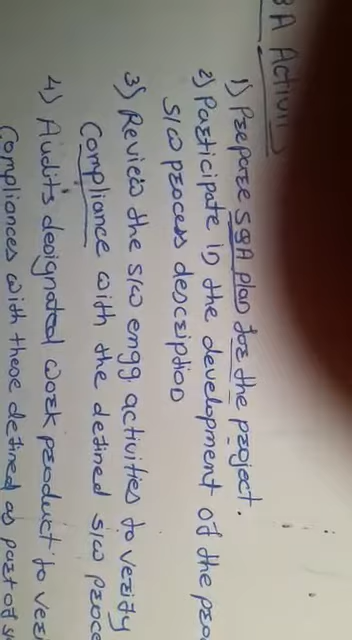 QA Activi
1) Prepare SQA plan for the project.
2) Participate in the development of the pro
S/W process description
3) Review the S/W engg. activities to verify
Compliance with the defined S/W proce
4) Audits designated work product to veri
Compliances with those defined as part of s